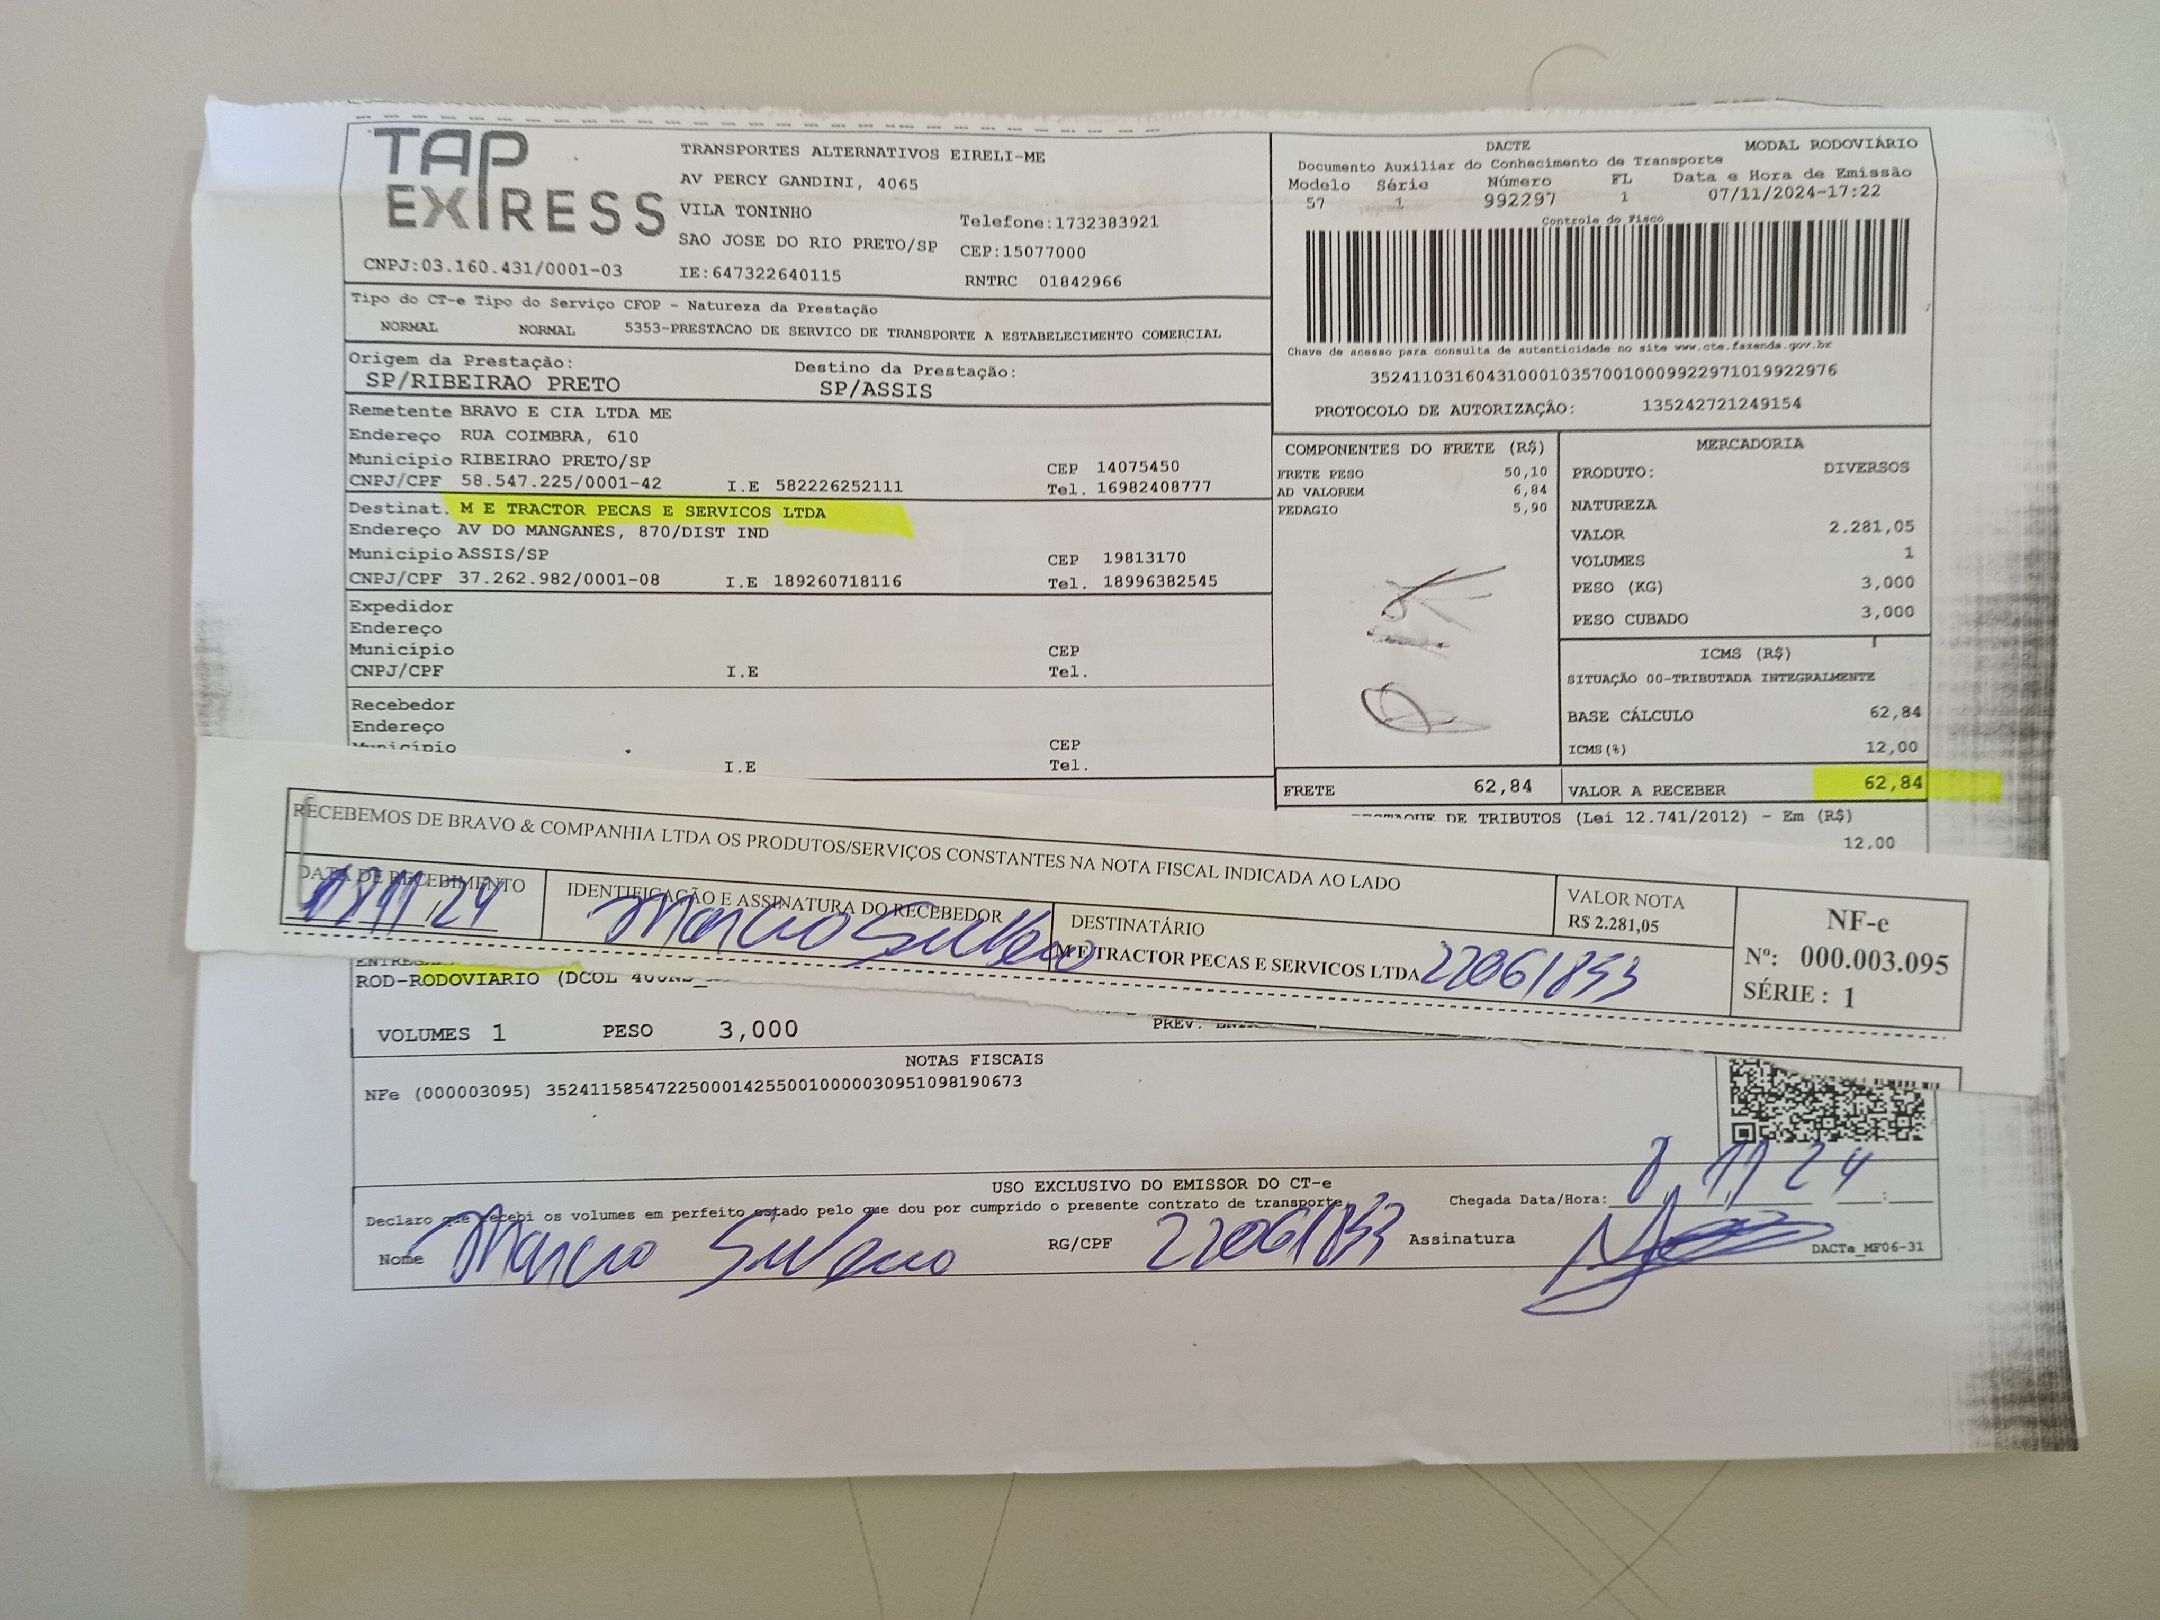 TAP EXPRESS
TRANSPORTES ALTERNATIVOS EIRELI-ME
AV PERCY GANDINI, 4065
VILA TONINHO
Telefone:1732383921
SAO JOSE DO RIO PRETO/SP
CEP:15077000
CNPJ:03.160.431/0001-03
IE:647322640115
RNTRC 01842966
DACTE
MODAL RODOVIÁRIO
Documento Auxiliar do Conhecimento de Transporte
Modelo Série Número FL Data e Hora de Emissão
57 1 992297 1 07/11/2024-17:22
Controle do Fisco
Chave de acesso para consulta de autenticidade no site www.cte.fazenda.gov.br
35241103160431000103570010009922971019922976
PROTOCOLO DE AUTORIZAÇÃO: 135242721249154
Tipo do CT-e Tipo do Serviço CFOP - Natureza da Prestação
NORMAL NORMAL 5353-PRESTACAO DE SERVICO DE TRANSPORTE A ESTABELECIMENTO COMERCIAL
Origem da Prestação: Destino da Prestação:
SP/RIBEIRAO PRETO SP/ASSIS
Remetente BRAVO E CIA LTDA ME
Endereço RUA COIMBRA, 610
Município RIBEIRAO PRETO/SP CEP 14075450
CNPJ/CPF 58.547.225/0001-42 I.E 582226252111 Tel. 16982408777
Destinat. M E TRACTOR PECAS E SERVICOS LTDA
Endereço AV DO MANGANES, 870/DIST IND
Município ASSIS/SP CEP 19813170
CNPJ/CPF 37.262.982/0001-08 I.E 189260718116 Tel. 18996382545
Expedidor
Endereço
Município CEP
CNPJ/CPF I.E Tel.
Recebedor
Endereço
Município CEP
I.E Tel.
COMPONENTES DO FRETE (R$)
FRETE PESO 50,10
AD VALOREM 6,84
PEDAGIO 5,90
FRETE 62,84
MERCADORIA
PRODUTO: DIVERSOS
NATUREZA
VALOR 2.281,05
VOLUMES 1
PESO (KG) 3,000
PESO CUBADO 3,000
ICMS (R$)
SITUAÇÃO 00-TRIBUTADA INTEGRALMENTE
BASE CÁLCULO 62,84
ICMS(%) 12,00
VALOR A RECEBER 62,84
DE TRIBUTOS (Lei 12.741/2012) - Em (R$)
12,00
RECEBEMOS DE BRAVO & COMPANHIA LTDA OS PRODUTOS/SERVIÇOS CONSTANTES NA NOTA FISCAL INDICADA AO LADO
DATA DE RECEBIMENTO
IDENTIFICAÇÃO E ASSINATURA DO RECEBEDOR
Marcio
DESTINATÁRIO
M E TRACTOR PECAS E SERVICOS LTDA
22061853
VALOR NOTA
R$ 2.281,05
NF-e
Nº: 000.003.095
SÉRIE : 1
ROD-RODOVIARIO (DCOL
VOLUMES 1 PESO 3,000
PREV.
NOTAS FISCAIS
NFe (000003095) 35241158547225000142550010000030951098190673
USO EXCLUSIVO DO EMISSOR DO CT-e
Declaro que recebi os volumes em perfeito estado pelo que dou por cumprido o presente contrato de transporte.
Chegada Data/Hora: 8 11 24 :
Nome Marcio
RG/CPF 22061853
Assinatura
DACTe_MF06-31